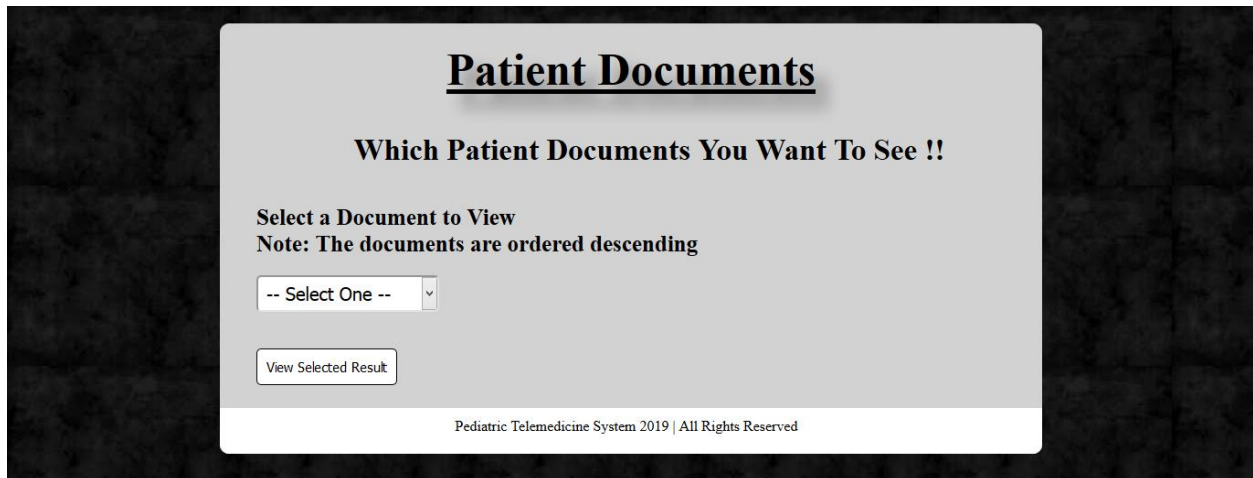 Patient Documents
Which Patient Documents You Want To See !!
Select a Document to View
Note: The documents are ordered descending
-- Select One --
View Selected Result
Pediatric Telemedicine System 2019 | All Rights Reserved